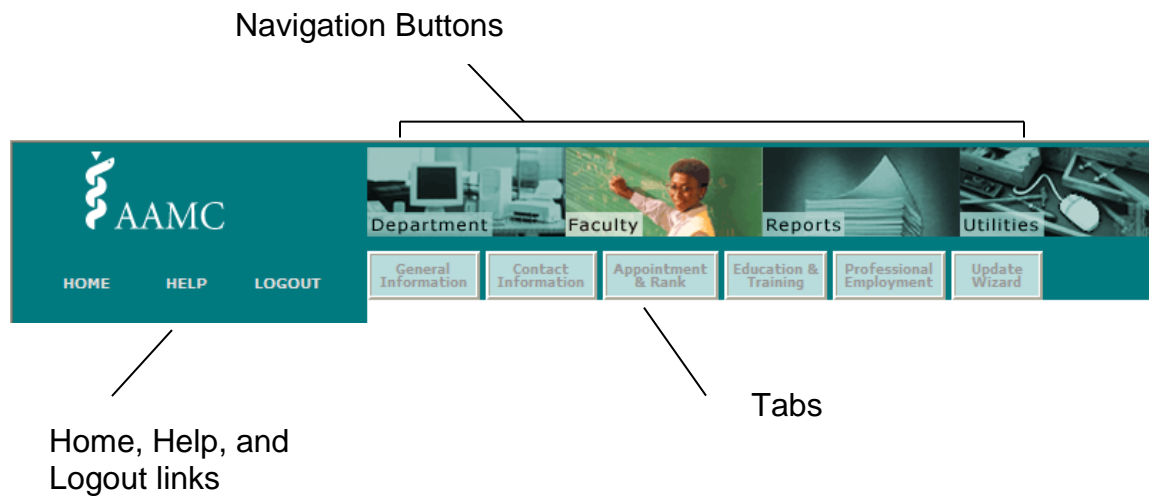 Navigation Buttons
AAMC
Department
Faculty
Reports
Utilities
HOME
HELP
LOGOUT
General
Information
Contact
Information
Appointment
& Rank
Education &
Training
Professional
Employment
Update
Wizard
Tabs
Home, Help, and
Logout links